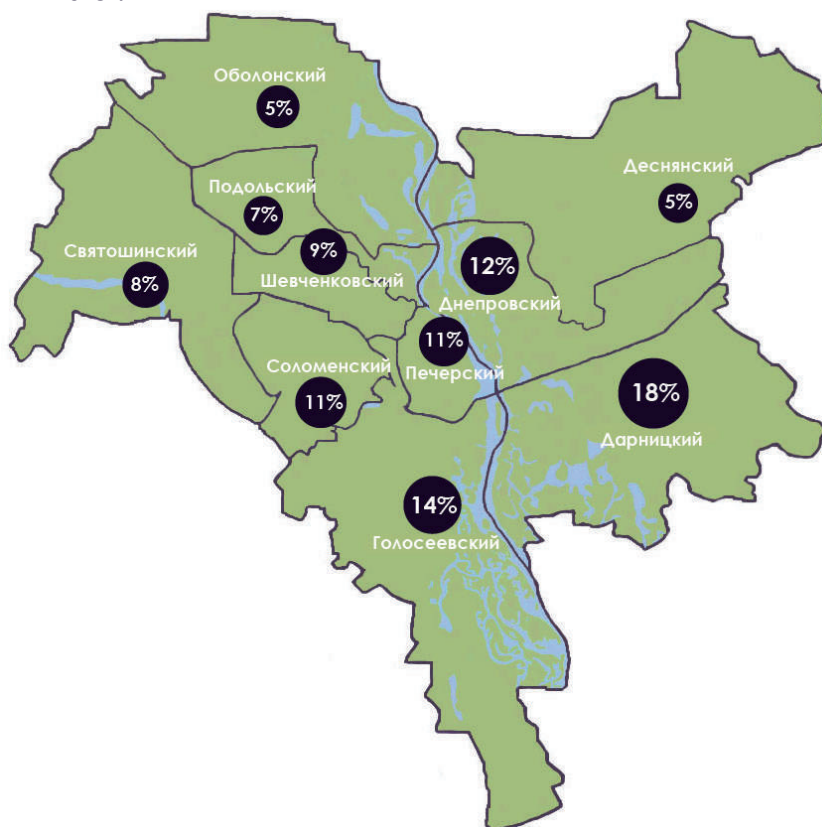 Оболонский
5%
Деснянский
5%
Подольский
7%
Святошинский
8%
9%
Шевченковский
12%
Днепровский
11%
Печерский
Соломенский
11%
18%
Дарницкий
14%
Голосеевский